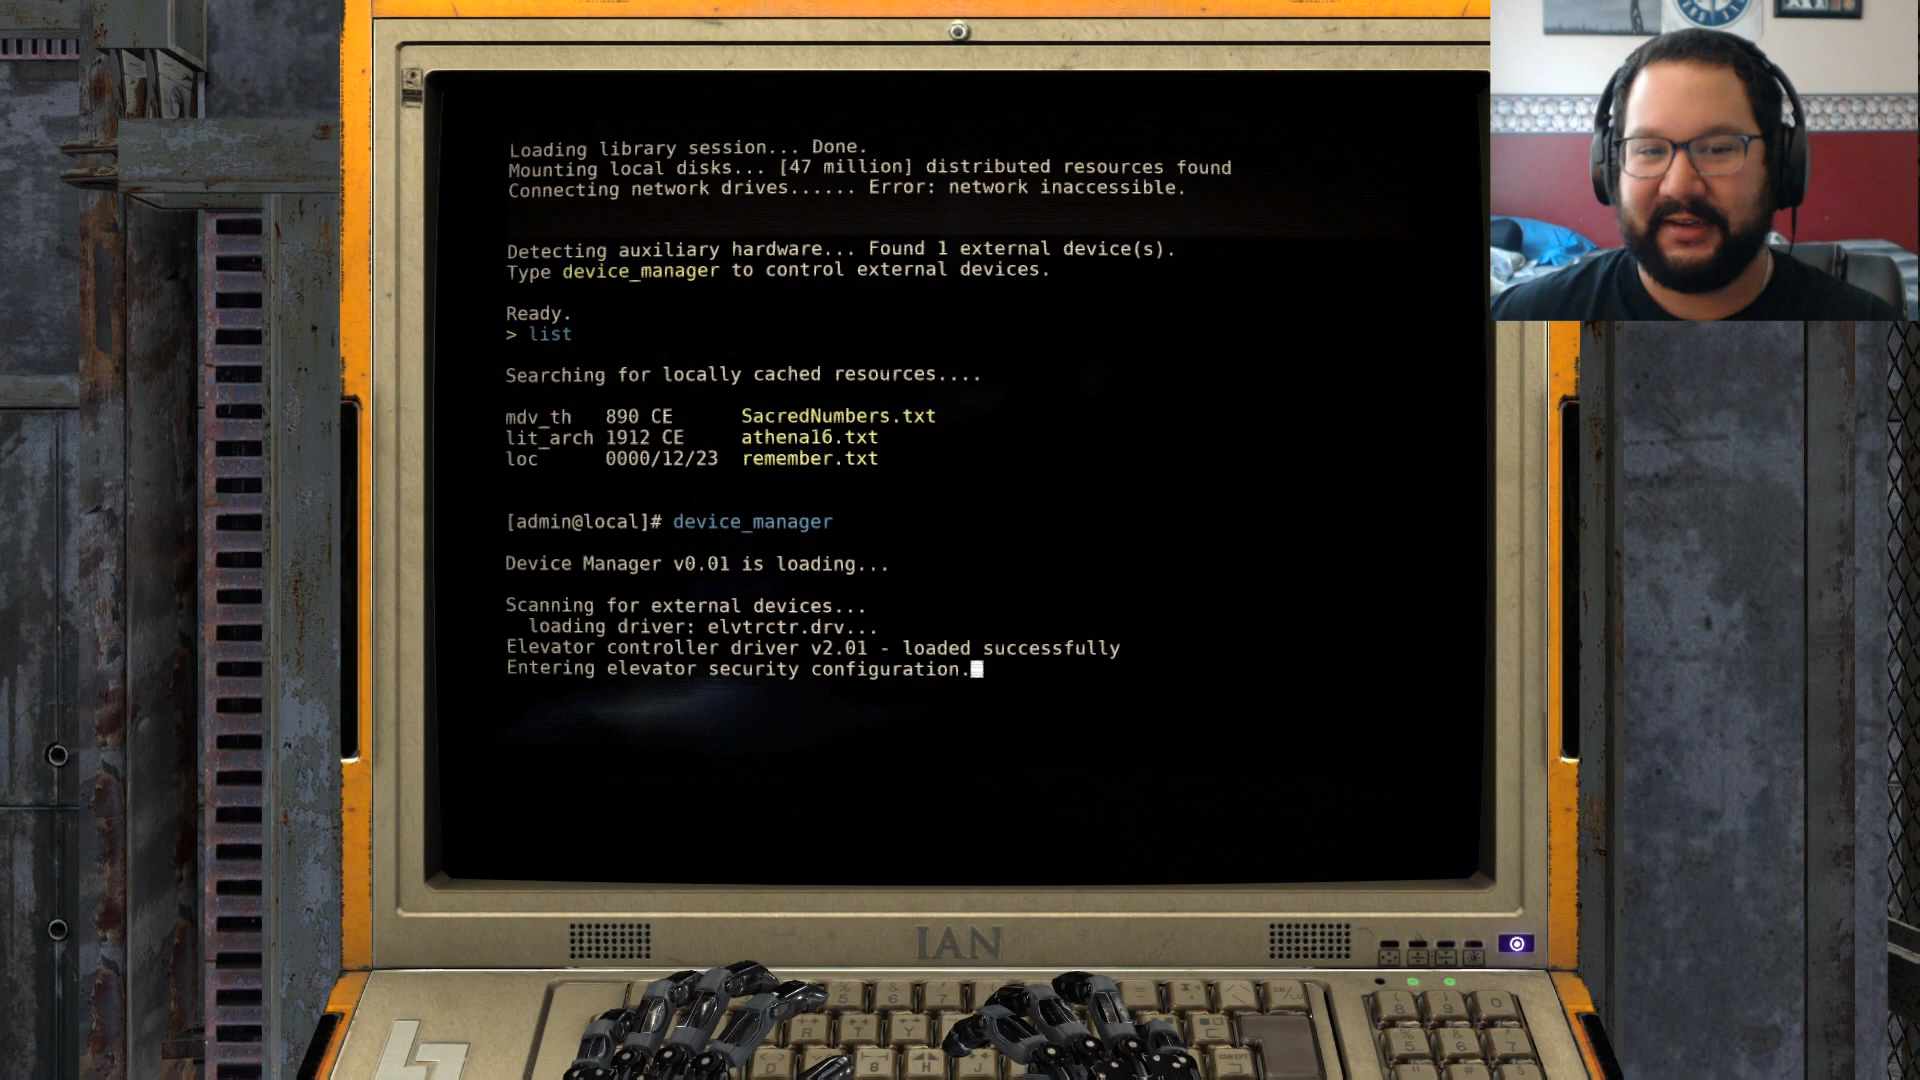 Loading library session... Done.
Mounting local disks... [47 million] distributed resources found
Connecting network drives...... Error: network inaccessible.
Detecting auxiliary hardware... Found 1 external device(s).
Type device_manager to control external devices.
Ready.
> list
Searching for locally cached resources....
mdv_th 890 CE SacredNumbers.txt
lit_arch 1912 CE athena16.txt
loc 0000/12/23 remember.txt
[admin@local]# device_manager
Device Manager v0.01 is loading...
Scanning for external devices...
loading driver: elvtrctr.drv...
Elevator controller driver v2.01 - loaded successfully
Entering elevator security configuration.
IAN